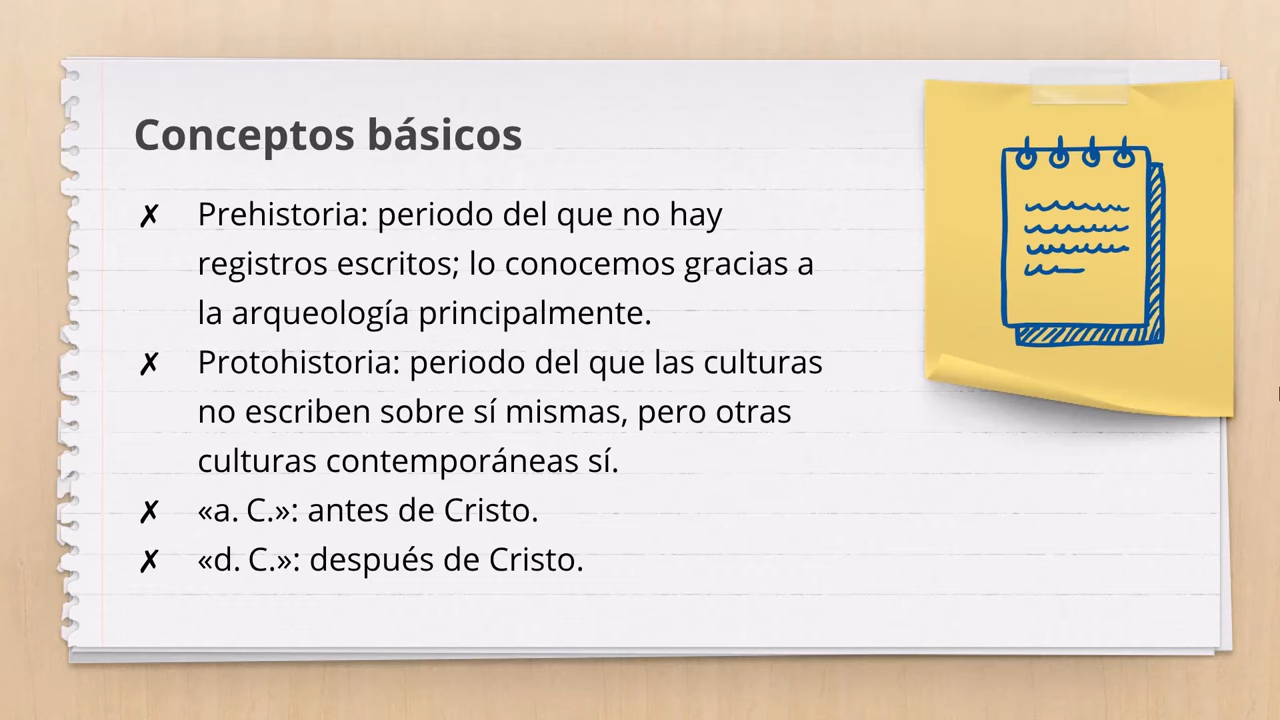 Conceptos básicos
✗ Prehistoria: periodo del que no hay
registros escritos; lo conocemos gracias a
la arqueología principalmente.
✗ Protohistoria: periodo del que las culturas
no escriben sobre sí mismas, pero otras
culturas contemporáneas sí.
✗ «a. C.»: antes de Cristo.
✗ «d. C.»: después de Cristo.